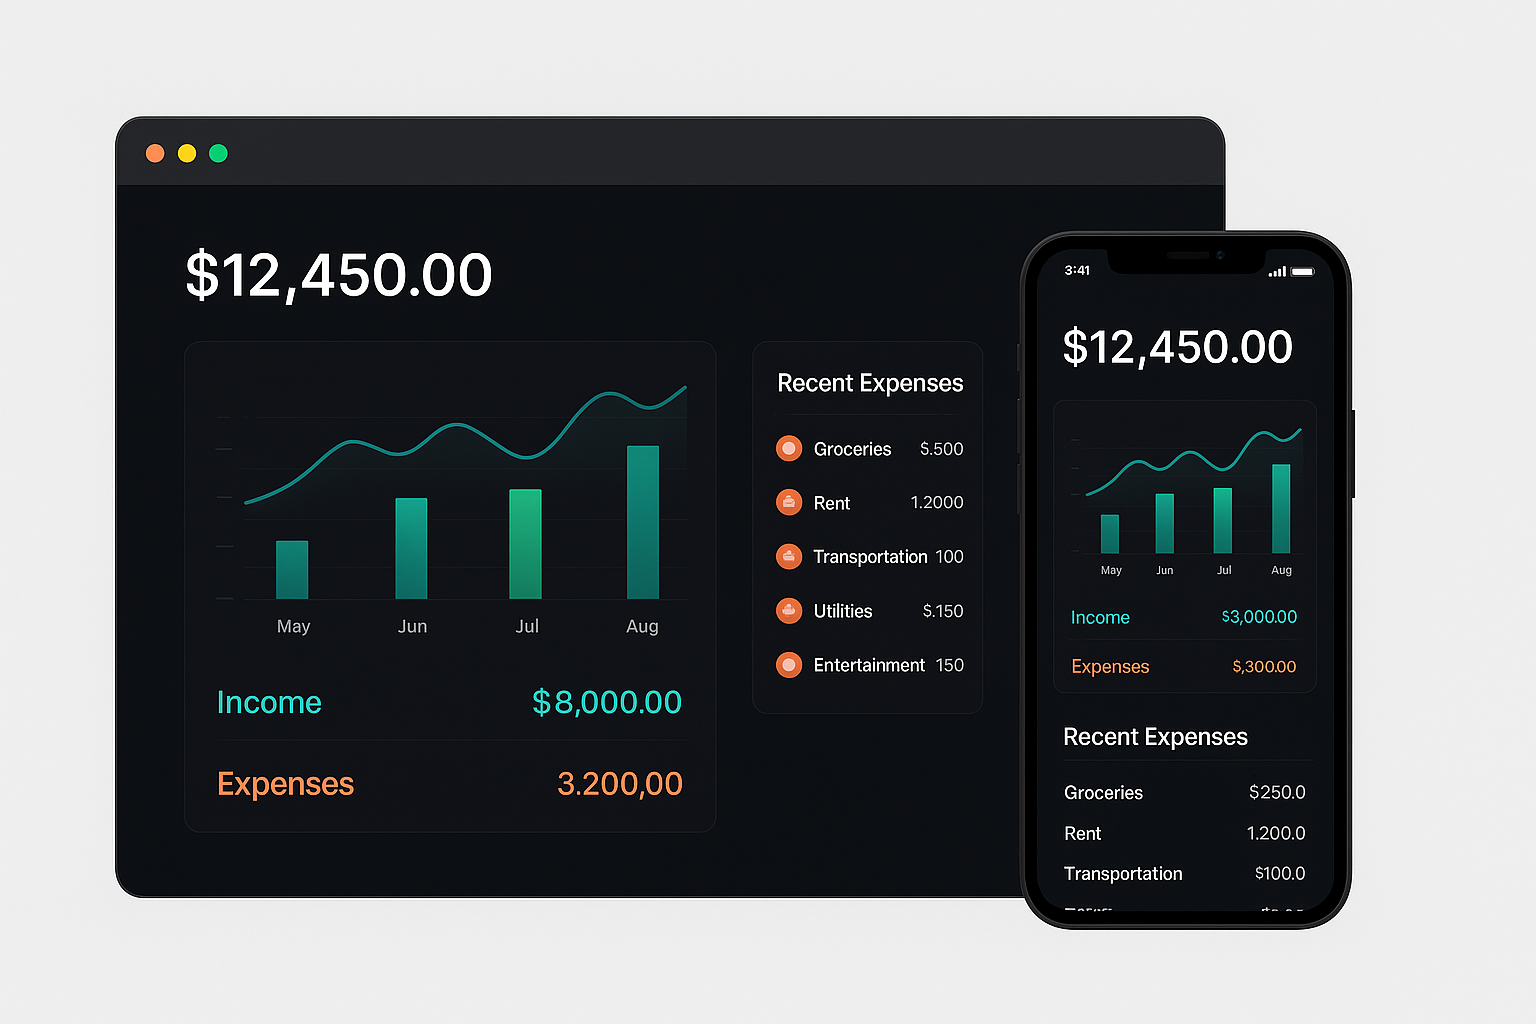 $12,450.00
May Jun Jul Aug
Income $8,000.00
Expenses 3.200,00
Recent Expenses
Groceries $.500
Rent 1.2000
Transportation 100
Utilities $.150
Entertainment 150
3:41
$12,450.00
May Jun Jul Aug
Income $3,000.00
Expenses $,300.00
Recent Expenses
Groceries $250.0
Rent 1.200.0
Transportation $100.0